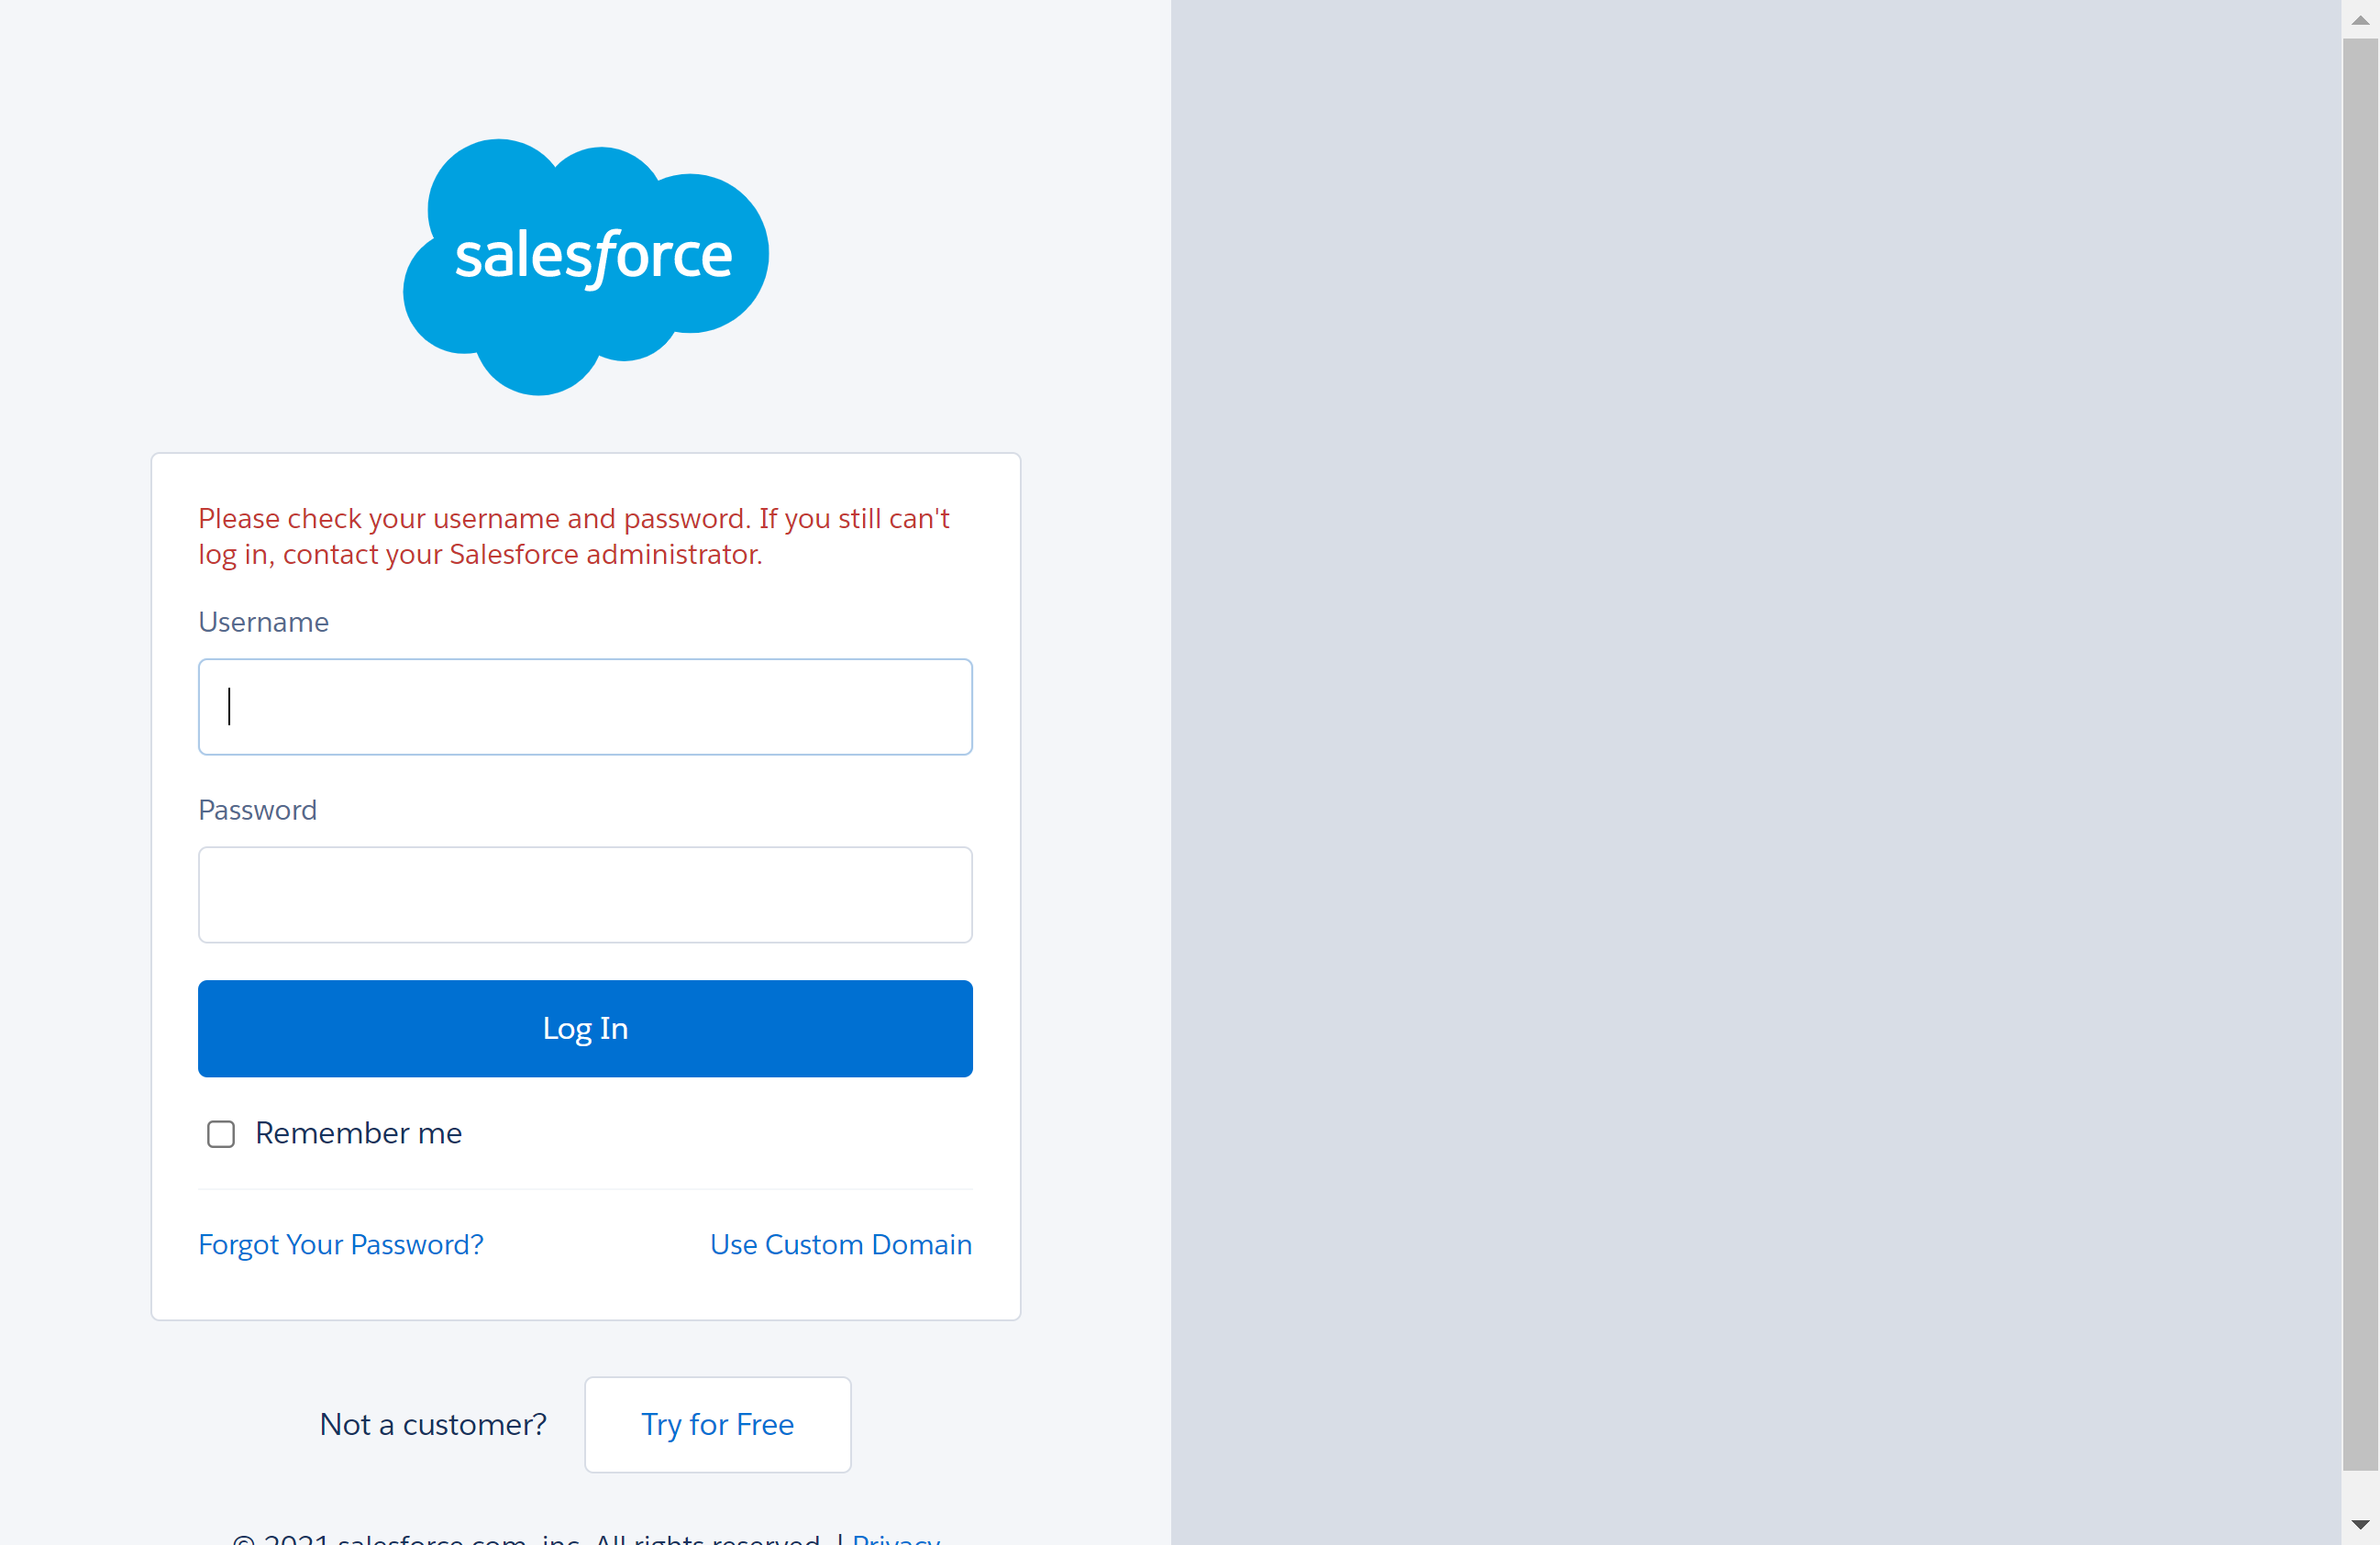 salesforce
Please check your username and password. If you still can't
log in, contact your Salesforce administrator.
Username
Password
Log In
Remember me
Forgot Your Password? Use Custom Domain
Not a customer? Try for Free
© 2021 salesforce.com, inc. All rights reserved. | Privacy